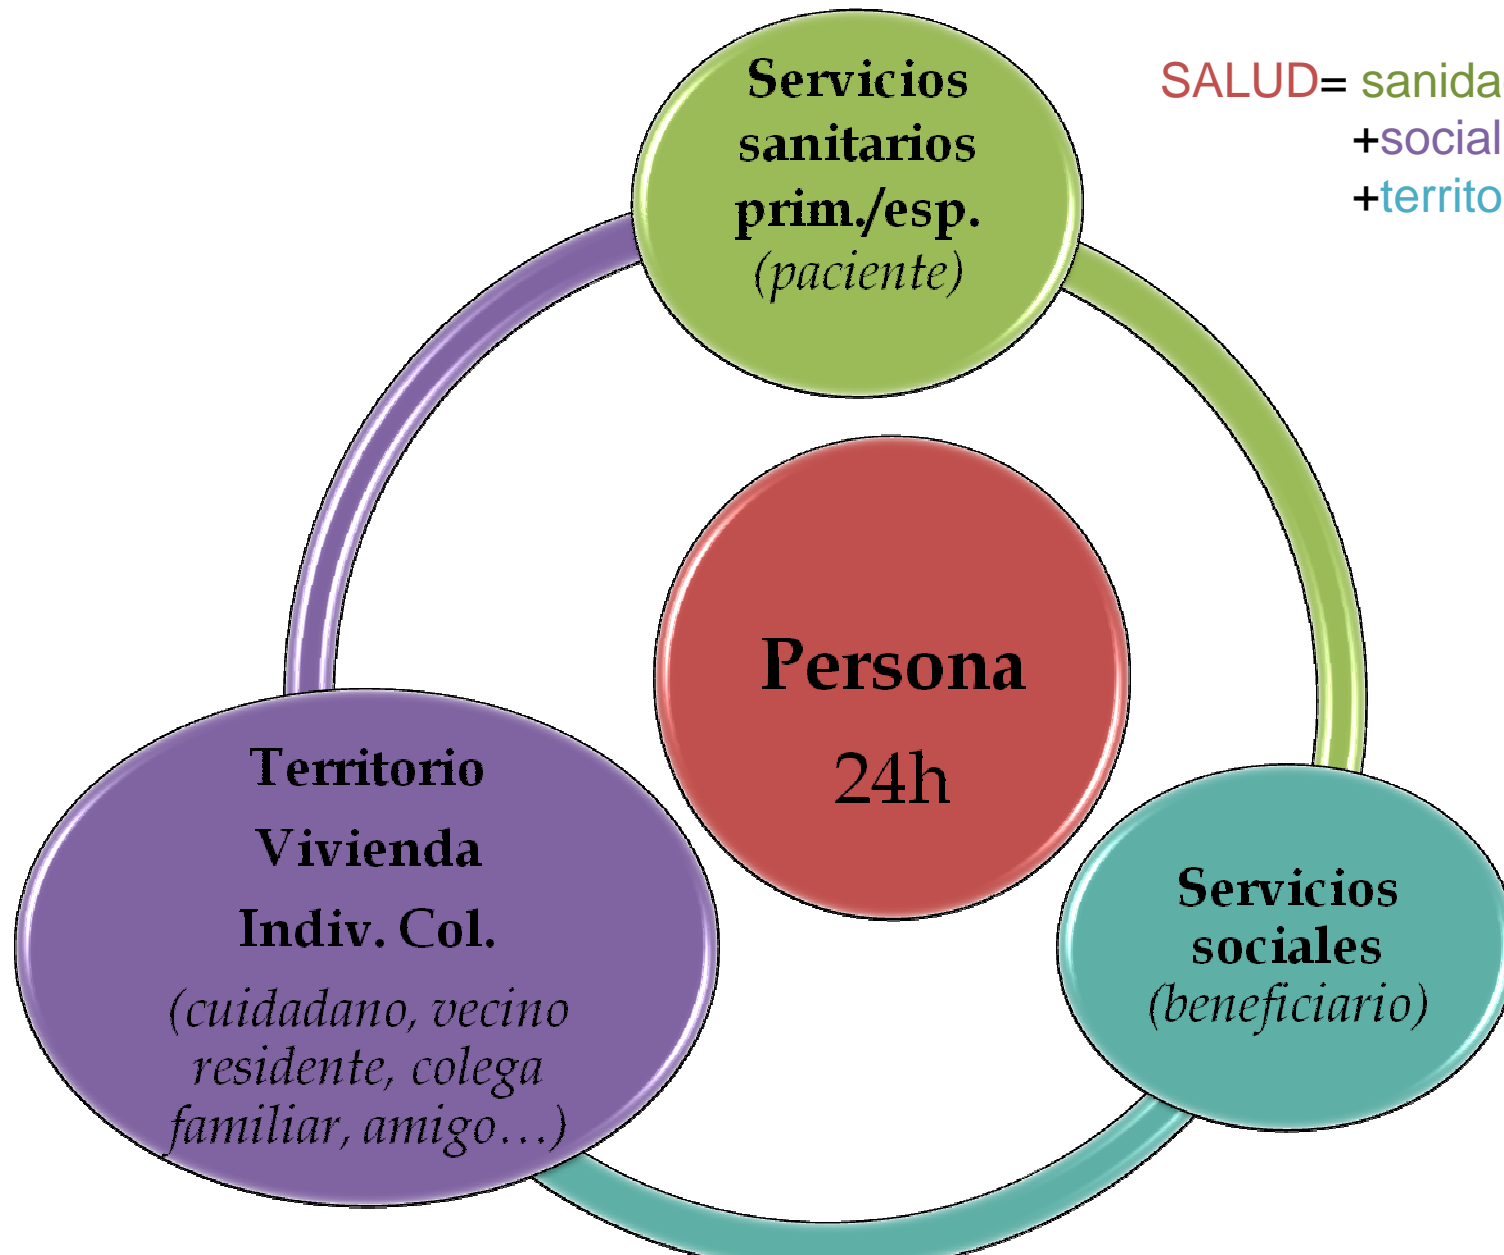 Servicios
sanitarios
prim./esp.
(paciente)
SALUD= sanida
+social
+territo
Persona
24h
Territorio
Vivienda
Indiv. Col.
(cuidadano, vecino
residente, colega
familiar, amigo…)
Servicios
sociales
(beneficiario)